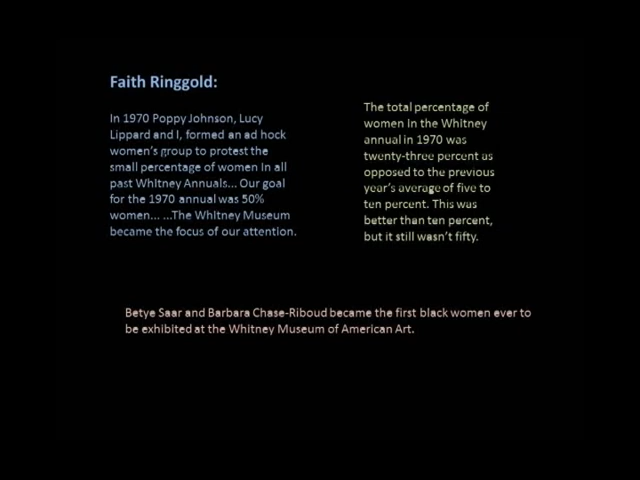 Faith Ringgold:
In 1970 Poppy Johnson, Lucy
Lippard and I, formed an ad hock
women's group to protest the
small percentage of women in all
past Whitney Annuals... Our goal
for the 1970 annual was 50%
women... ...The Whitney Museum
became the focus of our attention.
The total percentage of
women in the Whitney
annual in 1970 was
twenty-three percent as
opposed to the previous
year's average of five to
ten percent. This was
better than ten percent,
but it still wasn't fifty.
Betye Saar and Barbara Chase-Riboud became the first black women ever to
be exhibited at the Whitney Museum of American Art.